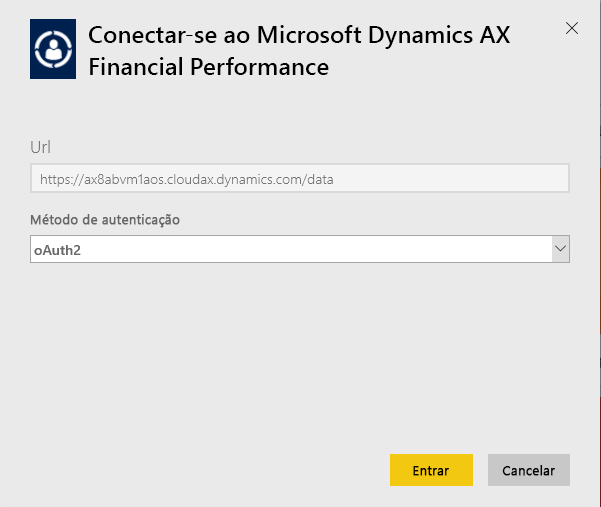 Conectar-se ao Microsoft Dynamics AX
Financial Performance
Url
https://ax8abvm1aos.cloudax.dynamics.com/data
Método de autenticação
oAuth2
Entrar
Cancelar